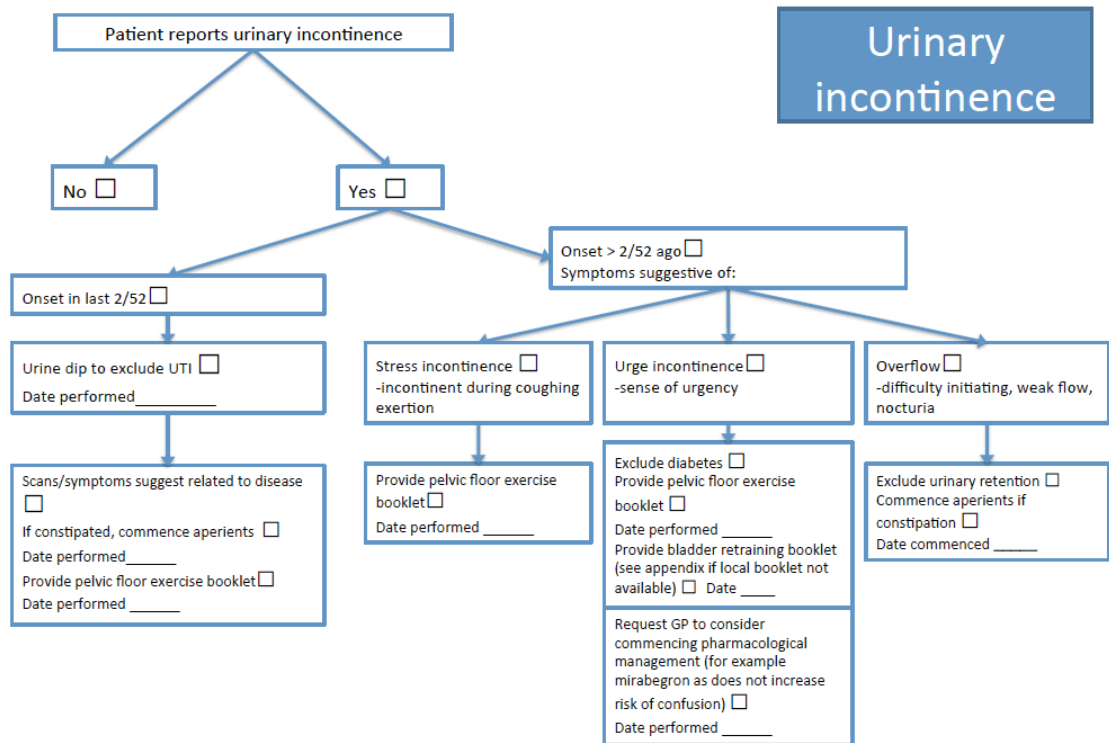 Patient reports urinary incontinence
Urinary
incontinence
No ☐
Yes ☐
Onset > 2/52 ago ☐
Symptoms suggestive of:
Onset in last 2/52 ☐
Urine dip to exclude UTI ☐
Date performed__________
Stress incontinence ☐
-incontinent during coughing
exertion
Urge incontinence ☐
-sense of urgency
Overflow ☐
-difficulty initiating, weak flow,
nocturia
Scans/symptoms suggest related to disease
☐
If constipated, commence aperients ☐
Date performed______
Provide pelvic floor exercise booklet ☐
Date performed ______
Provide pelvic floor exercise
booklet ☐
Date performed ______
Exclude diabetes ☐
Provide pelvic floor exercise
booklet ☐
Date performed ______
Provide bladder retraining booklet
(see appendix if local booklet not
available) ☐ Date ____
Request GP to consider
commencing pharmacological
management (for example
mirabegron as does not increase
risk of confusion) ☐
Date performed ______
Exclude urinary retention ☐
Commence aperients if
constipation ☐
Date commenced _____